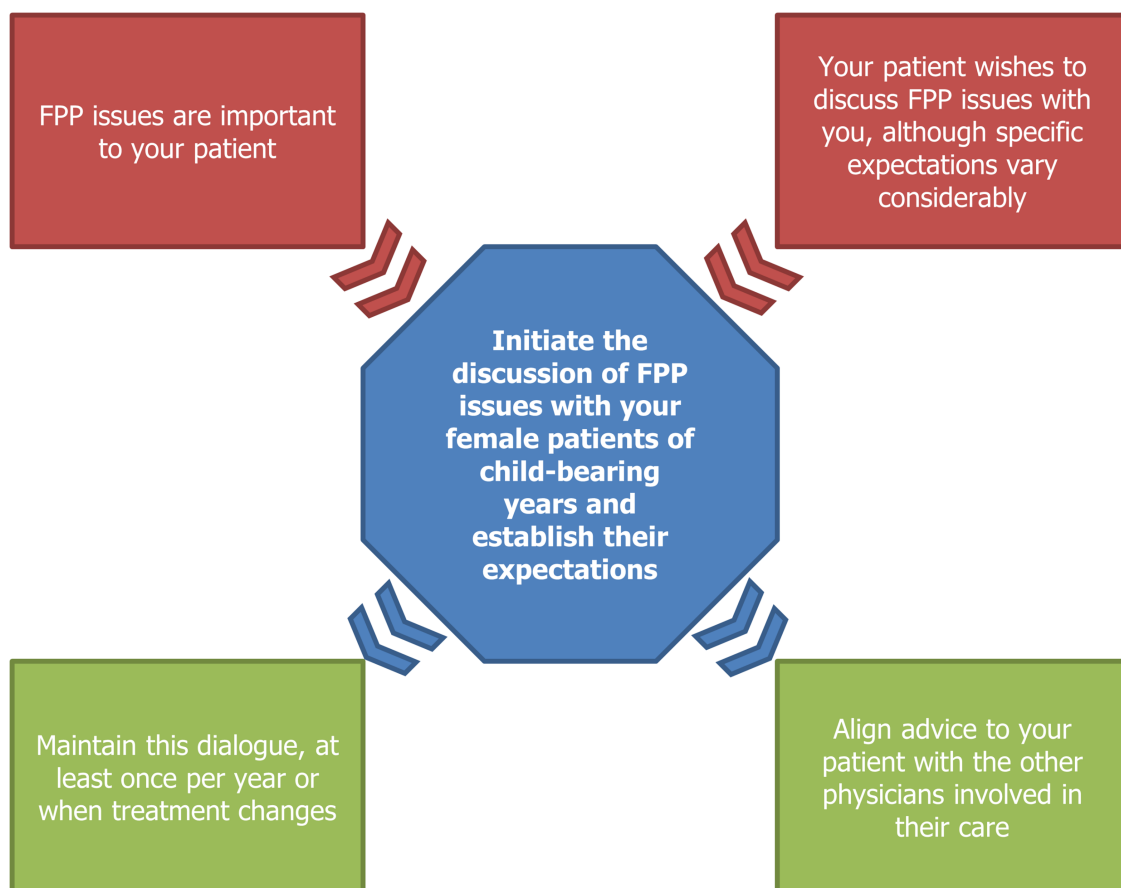 FPP issues are important
to your patient
Your patient wishes to
discuss FPP issues with
you, although specific
expectations vary
considerably
Initiate the
discussion of FPP
issues with your
female patients of
child-bearing
years and
establish their
expectations
Maintain this dialogue, at
least once per year or
when treatment changes
Align advice to your
patient with the other
physicians involved in
their care